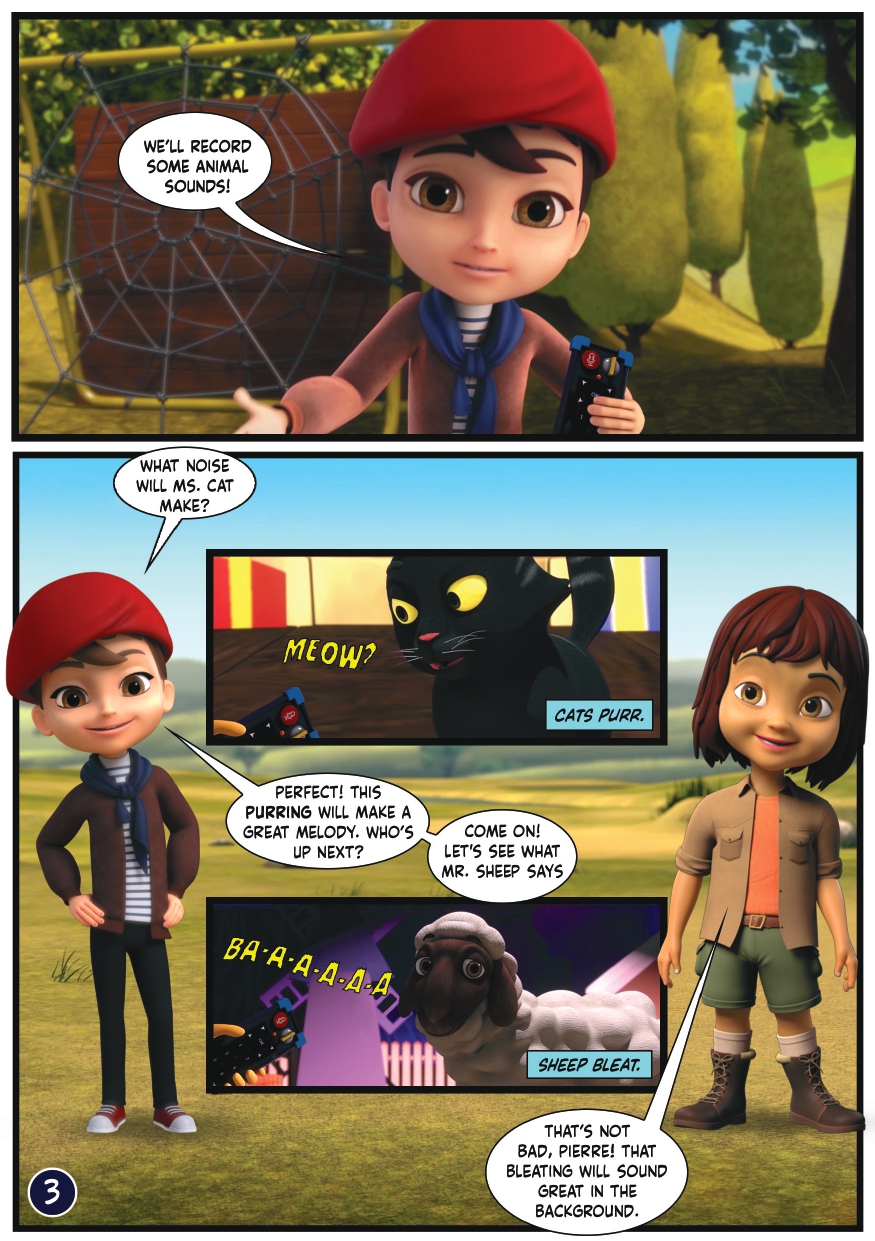 WE'LL RECORD
SOME ANIMAL
SOUNDS!
WHAT NOISE
WILL MS. CAT
MAKE?
MEOW?
CATS PURR.
PERFECT! THIS
PURRING WILL MAKE A
GREAT MELODY. WHO'S
UP NEXT?
COME ON!
LET'S SEE WHAT
MR. SHEEP SAYS
BA-A-A-A-A-A
SHEEP BLEAT.
THAT'S NOT
BAD, PIERRE! THAT
BLEATING WILL SOUND
GREAT IN THE
BACKGROUND.
3